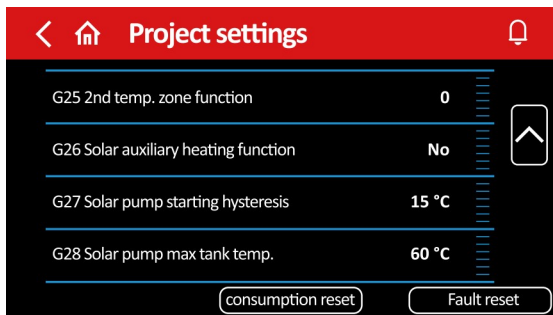 Project settings
G25 2nd temp. zone function 0
G26 Solar auxiliary heating function No
G27 Solar pump starting hysteresis 15 °C
G28 Solar pump max tank temp. 60 °C
consumption reset Fault reset